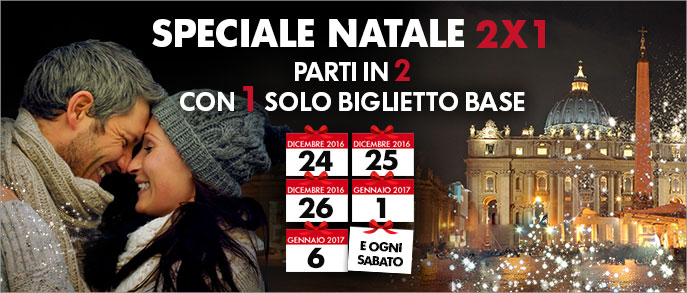 SPECIALE NATALE 2X1
PARTI IN 2
CON 1 SOLO BIGLIETTO BASE
DICEMBRE 2016
24
DICEMBRE 2016
25
DICEMBRE 2016
26
GENNAIO 2017
1
GENNAIO 2017
6
E OGNI
SABATO